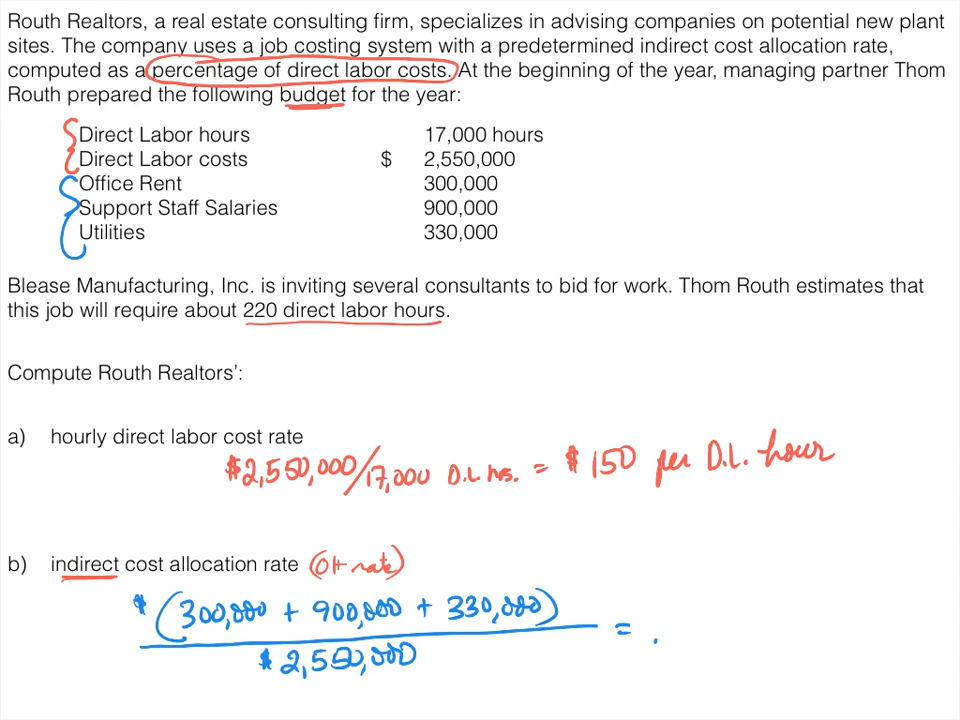 Routh Realtors, a real estate consulting firm, specializes in advising companies on potential new plant
sites. The company uses a job costing system with a predetermined indirect cost allocation rate,
computed as a percentage of direct labor costs. At the beginning of the year, managing partner Thom
Routh prepared the following budget for the year:
Direct Labor hours 17,000 hours
Direct Labor costs $ 2,550,000
Office Rent 300,000
Support Staff Salaries 900,000
Utilities 330,000
Blease Manufacturing, Inc. is inviting several consultants to bid for work. Thom Routh estimates that
this job will require about 220 direct labor hours.
Compute Routh Realtors':
a) hourly direct labor cost rate
$2,550,000/17,000 D.L hrs. = $150 per D.L. hour
b) indirect cost allocation rate (OH rate)
$ (300,000 + 900,000 + 330,000)
= .
$2,550,000